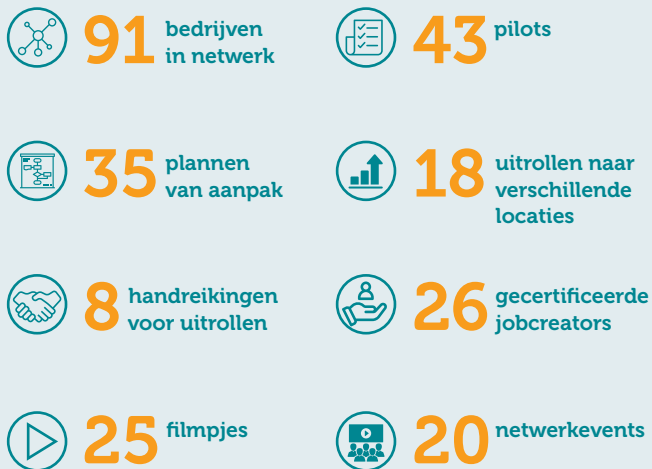 91 bedrijven
in netwerk
43 pilots
35 plannen
van aanpak
18 uitrollen naar
verschillende
locaties
8 handreikingen
voor uitrollen
26 gecertificeerde
jobcreators
25 filmpjes
20 netwerkevents